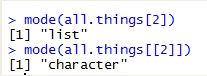 > mode(all.things[2])
[1] "list"
> mode(all.things[[2]])
[1] "character"